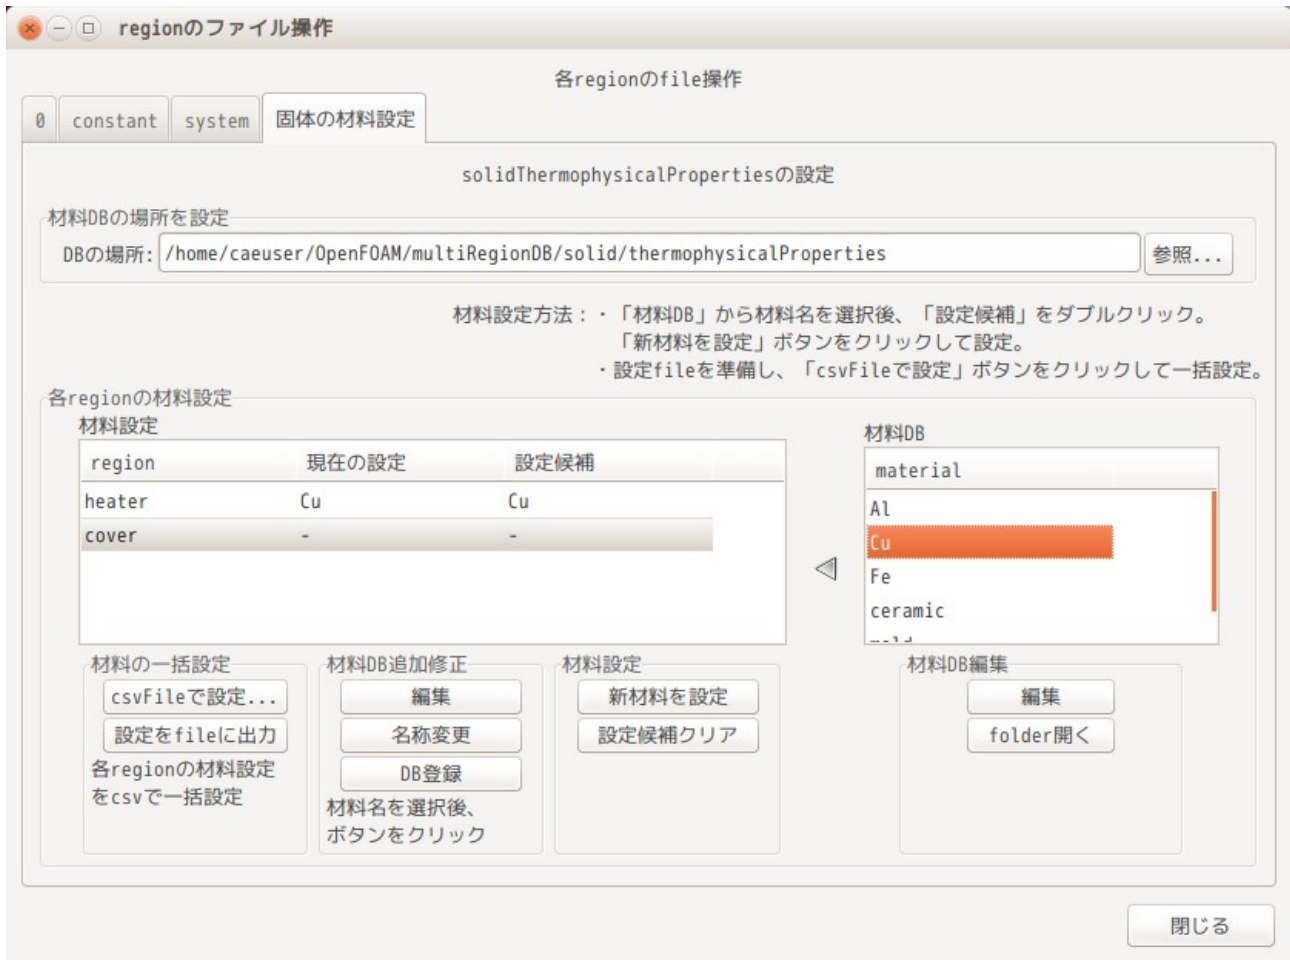 regionのファイル操作
各regionのfile操作
0 constant system 固体の材料設定
solidThermophysicalPropertiesの設定
材料DBの場所を設定
DBの場所: /home/caeuser/OpenFOAM/multiRegionDB/solid/thermophysicalProperties 参照...
材料設定方法：・「材料DB」から材料名を選択後、「設定候補」をダブルクリック。
「新材料を設定」ボタンをクリックして設定。
・設定fileを準備し、「csvFileで設定」ボタンをクリックして一括設定。
各regionの材料設定
材料設定
region 現在の設定 設定候補
heater Cu Cu
cover - -
材料DB
material
Al
Cu
Fe
ceramic
材料の一括設定
csvFileで設定...
設定をfileに出力
各regionの材料設定
をcsvで一括設定
材料DB追加修正
編集
名称変更
DB登録
材料名を選択後、
ボタンをクリック
材料設定
新材料を設定
設定候補クリア
材料DB編集
編集
folder開く
閉じる